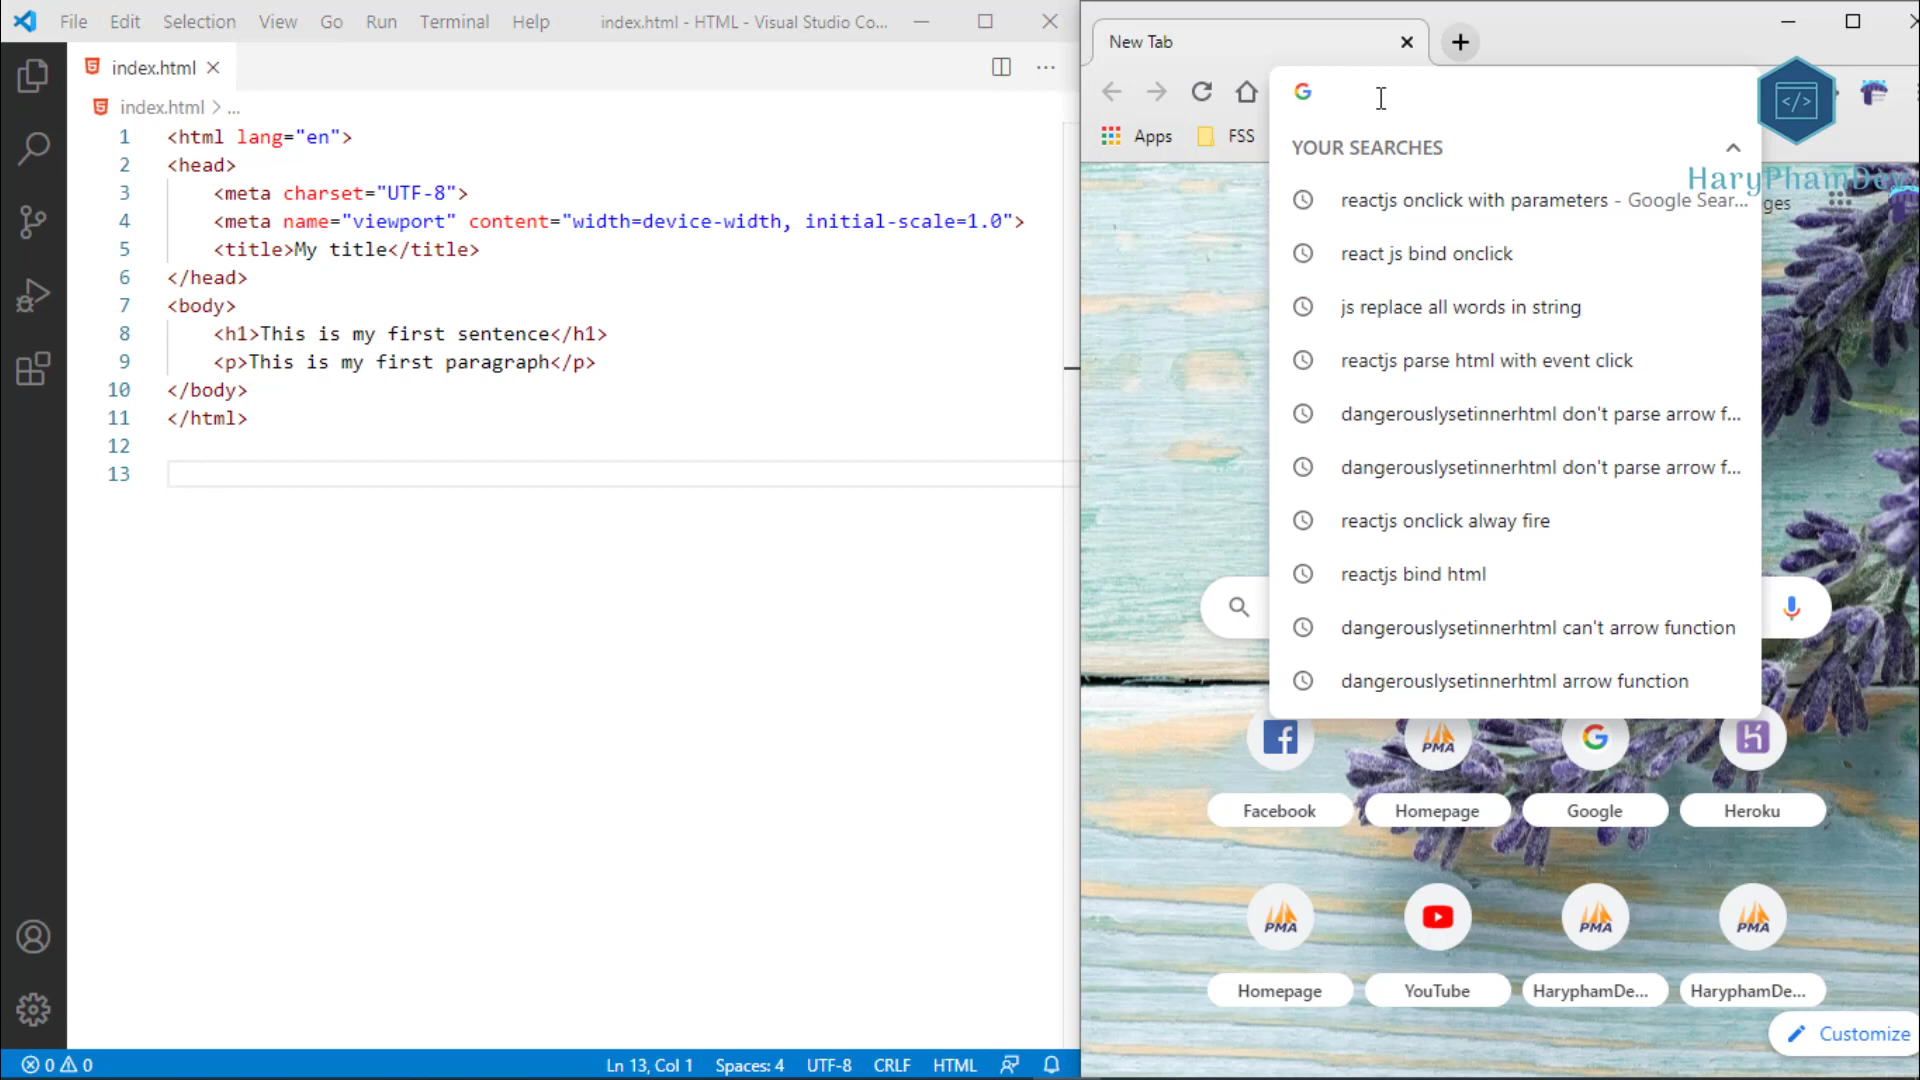 File Edit Selection View Go Run Terminal Help index.html - HTML - Visual Studio Co...
index.html
index.html > ...
1 <html lang="en">
2 <head>
3 <meta charset="UTF-8">
4 <meta name="viewport" content="width=device-width, initial-scale=1.0">
5 <title>My title</title>
6 </head>
7 <body>
8 <h1>This is my first sentence</h1>
9 <p>This is my first paragraph</p>
10 </body>
11 </html>
12
13
0 0 Ln 13, Col 1 Spaces: 4 UTF-8 CRLF HTML
New Tab
Apps FSS
</>
HaryPhamDev
YOUR SEARCHES
reactjs onclick with parameters - Google Sear...
ges
react js bind onclick
js replace all words in string
reactjs parse html with event click
dangerouslysetinnerhtml don't parse arrow f...
dangerouslysetinnerhtml don't parse arrow f...
reactjs onclick alway fire
reactjs bind html
dangerouslysetinnerhtml can't arrow function
dangerouslysetinnerhtml arrow function
PMA
Facebook Homepage Google Heroku
PMA PMA PMA
Homepage YouTube HaryphamDe... HaryphamDe...
Customize